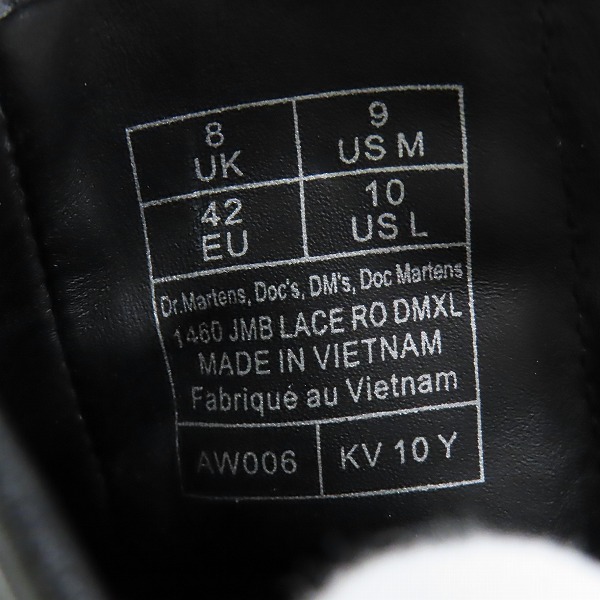 8
UK
9
US M
42
EU
10
US L
Dr.Martens, Doc's, DM's, Doc Martens
1460 JMB LACE RO DMXL
MADE IN VIETNAM
Fabriqué au Vietnam
AW006
KV 10 Y